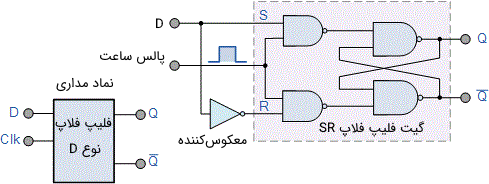 D
S
پالس ساعت
R
معکوس‌کننده
گیت فلیپ فلاپ SR
Q
Q̅
نماد مداری
D
Clk
فلیپ فلاپ
نوع D
Q
Q̅